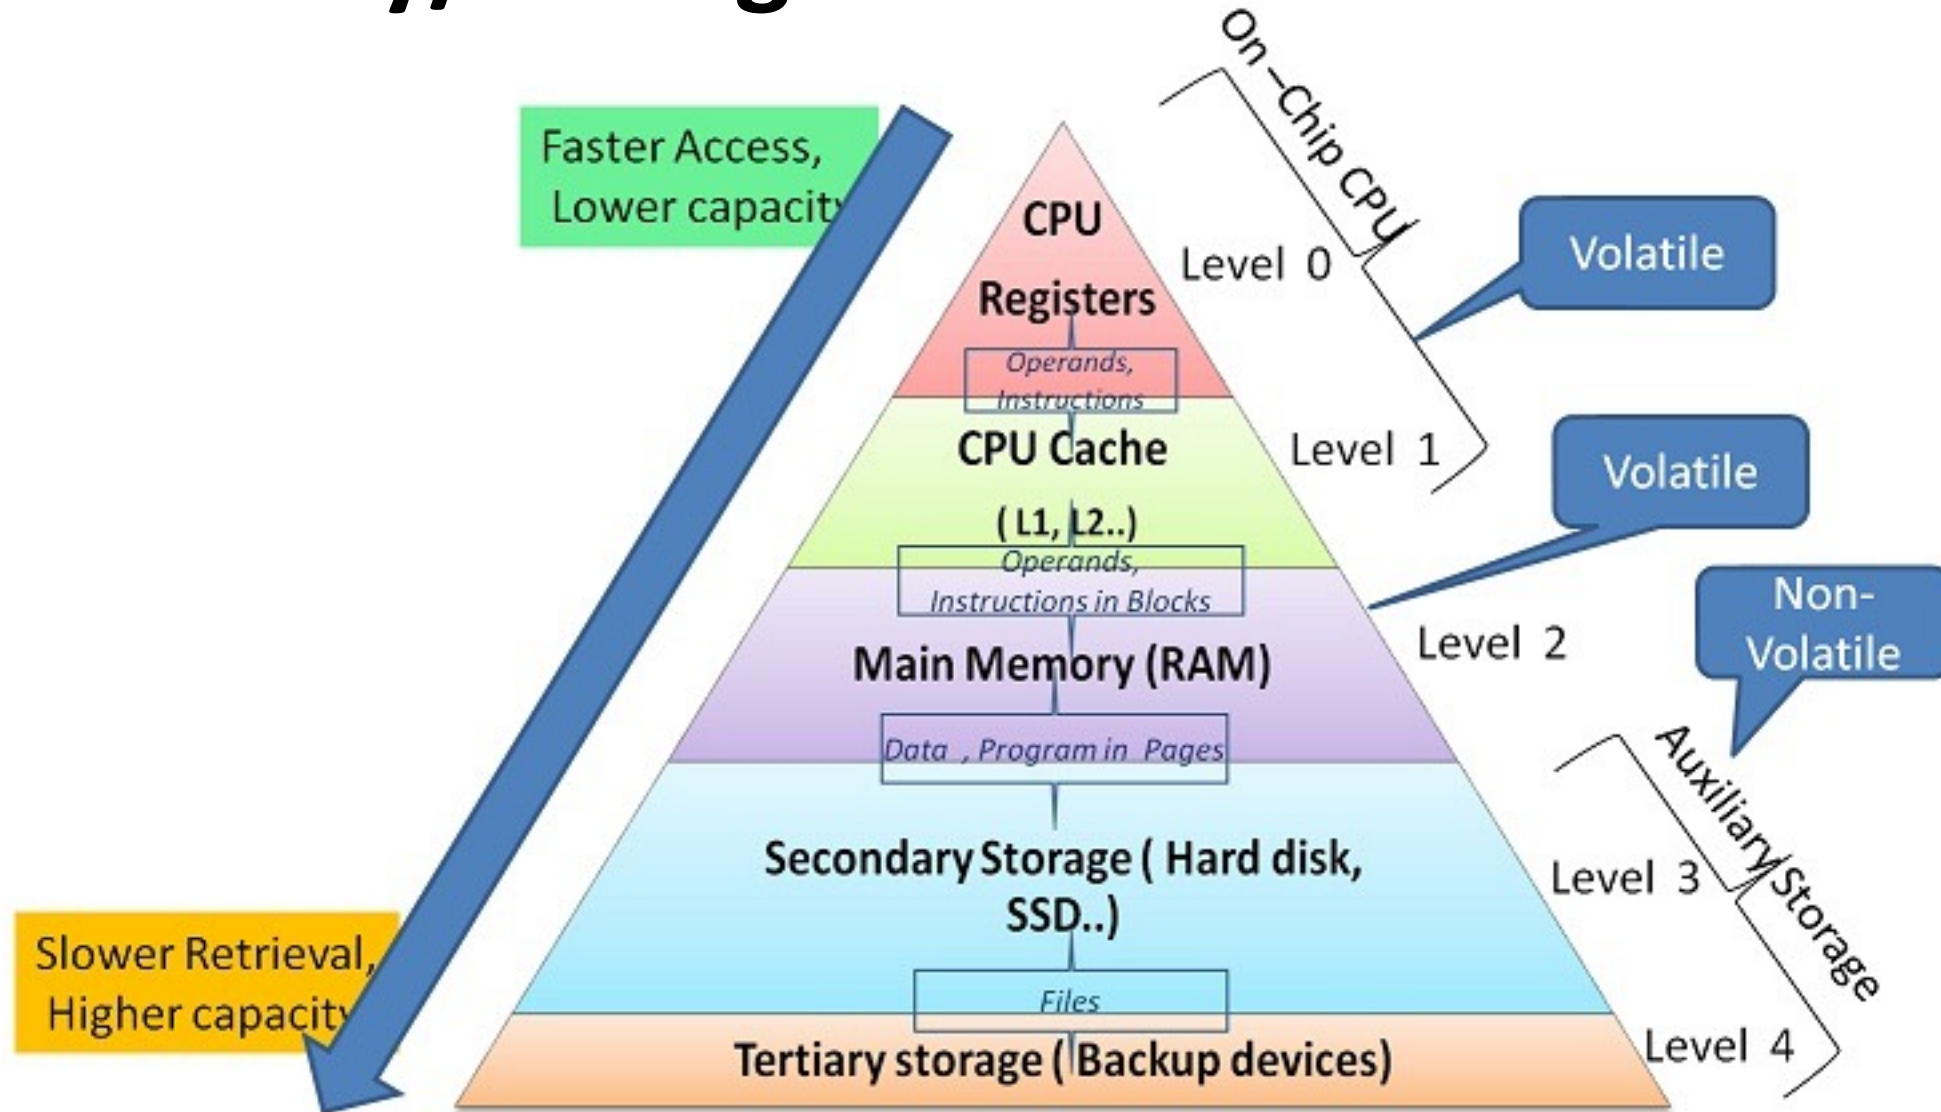 Faster Access,
Lower capacity
On –Chip CPU
CPU
Registers
Level 0
Volatile
Operands,
Instructions
CPU Cache
( L1, L2..)
Level 1
Volatile
Operands,
Instructions in Blocks
Main Memory (RAM)
Level 2
Non-
Volatile
Data , Program in Pages
Auxiliary Storage
Secondary Storage ( Hard disk,
SSD..)
Level 3
Slower Retrieval,
Higher capacity
Files
Tertiary storage ( Backup devices)
Level 4